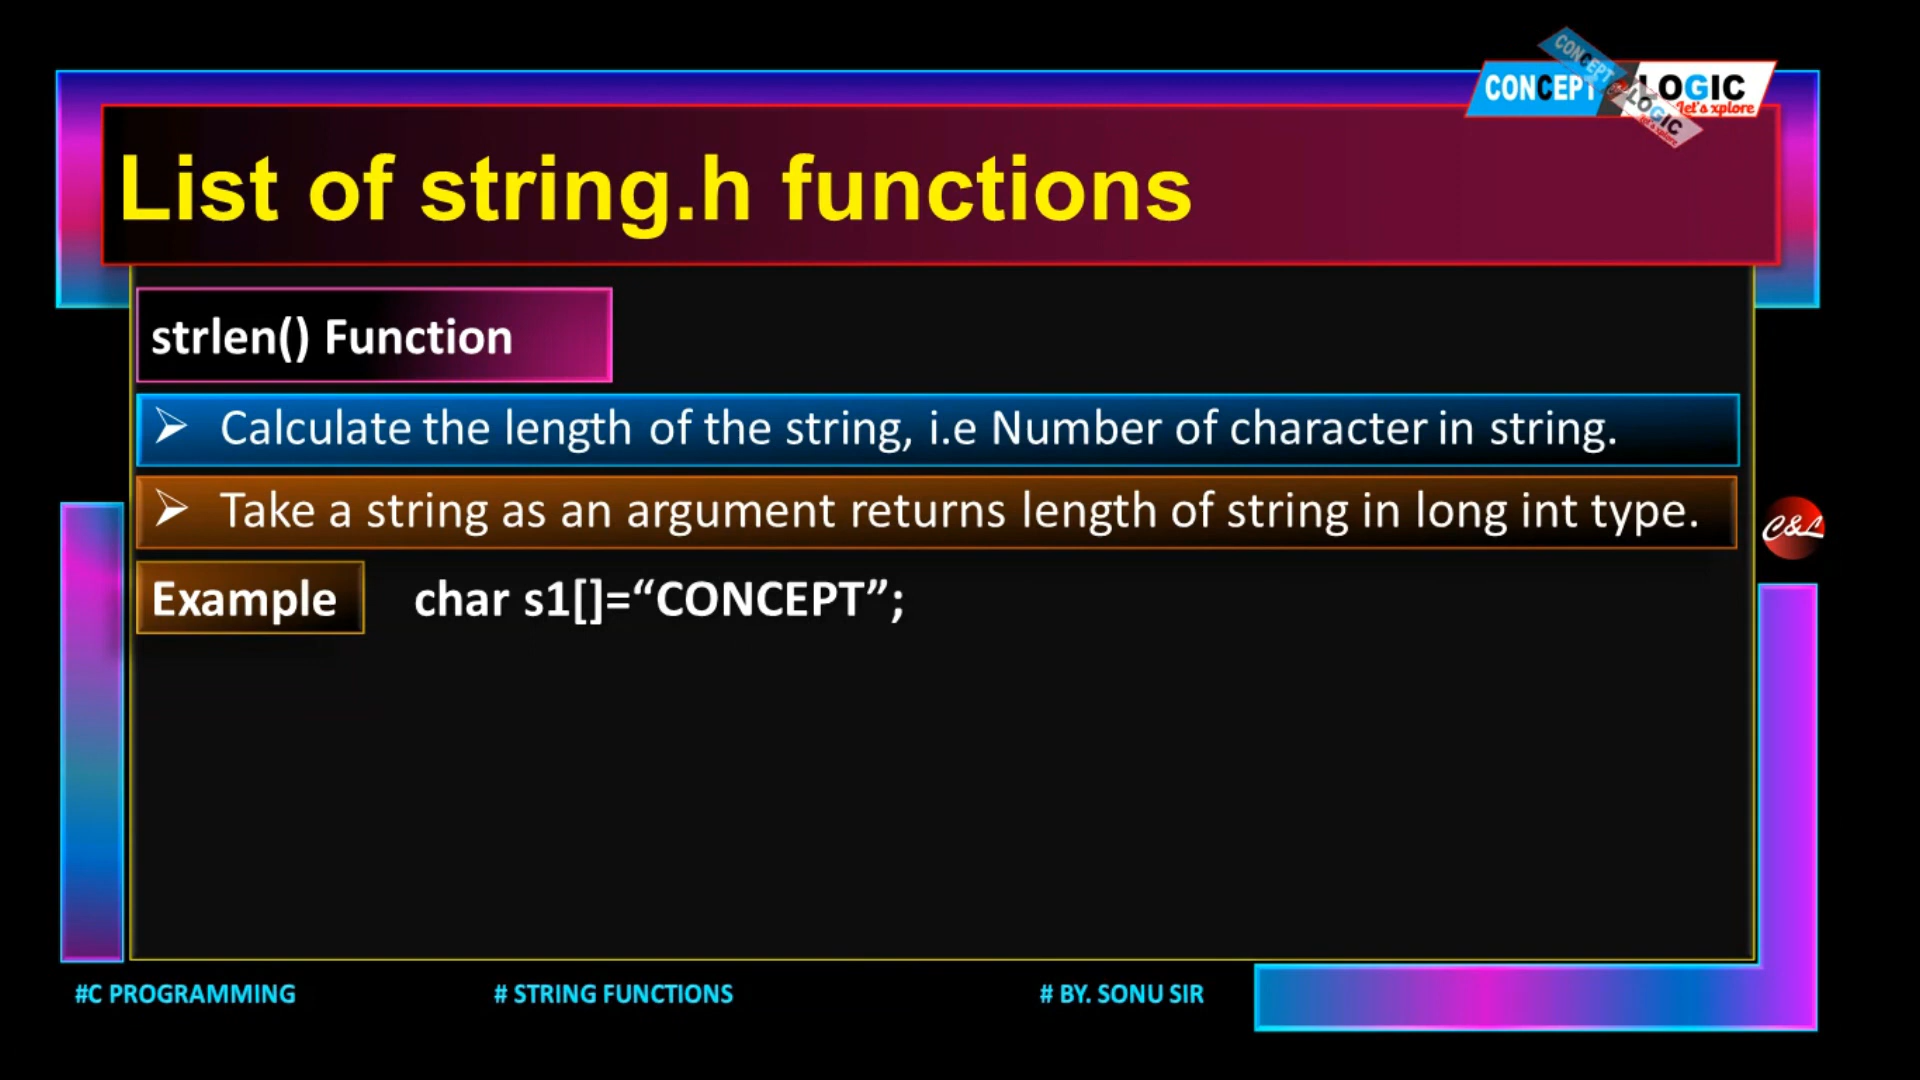 CONCEPT LOGIC
Let's xplore
CONCEPT
LOGIC
List of string.h functions
strlen() Function
➢ Calculate the length of the string, i.e Number of character in string.
➢ Take a string as an argument returns length of string in long int type.
C&L
Example char s1[]=“CONCEPT”;
#C PROGRAMMING # STRING FUNCTIONS # BY. SONU SIR